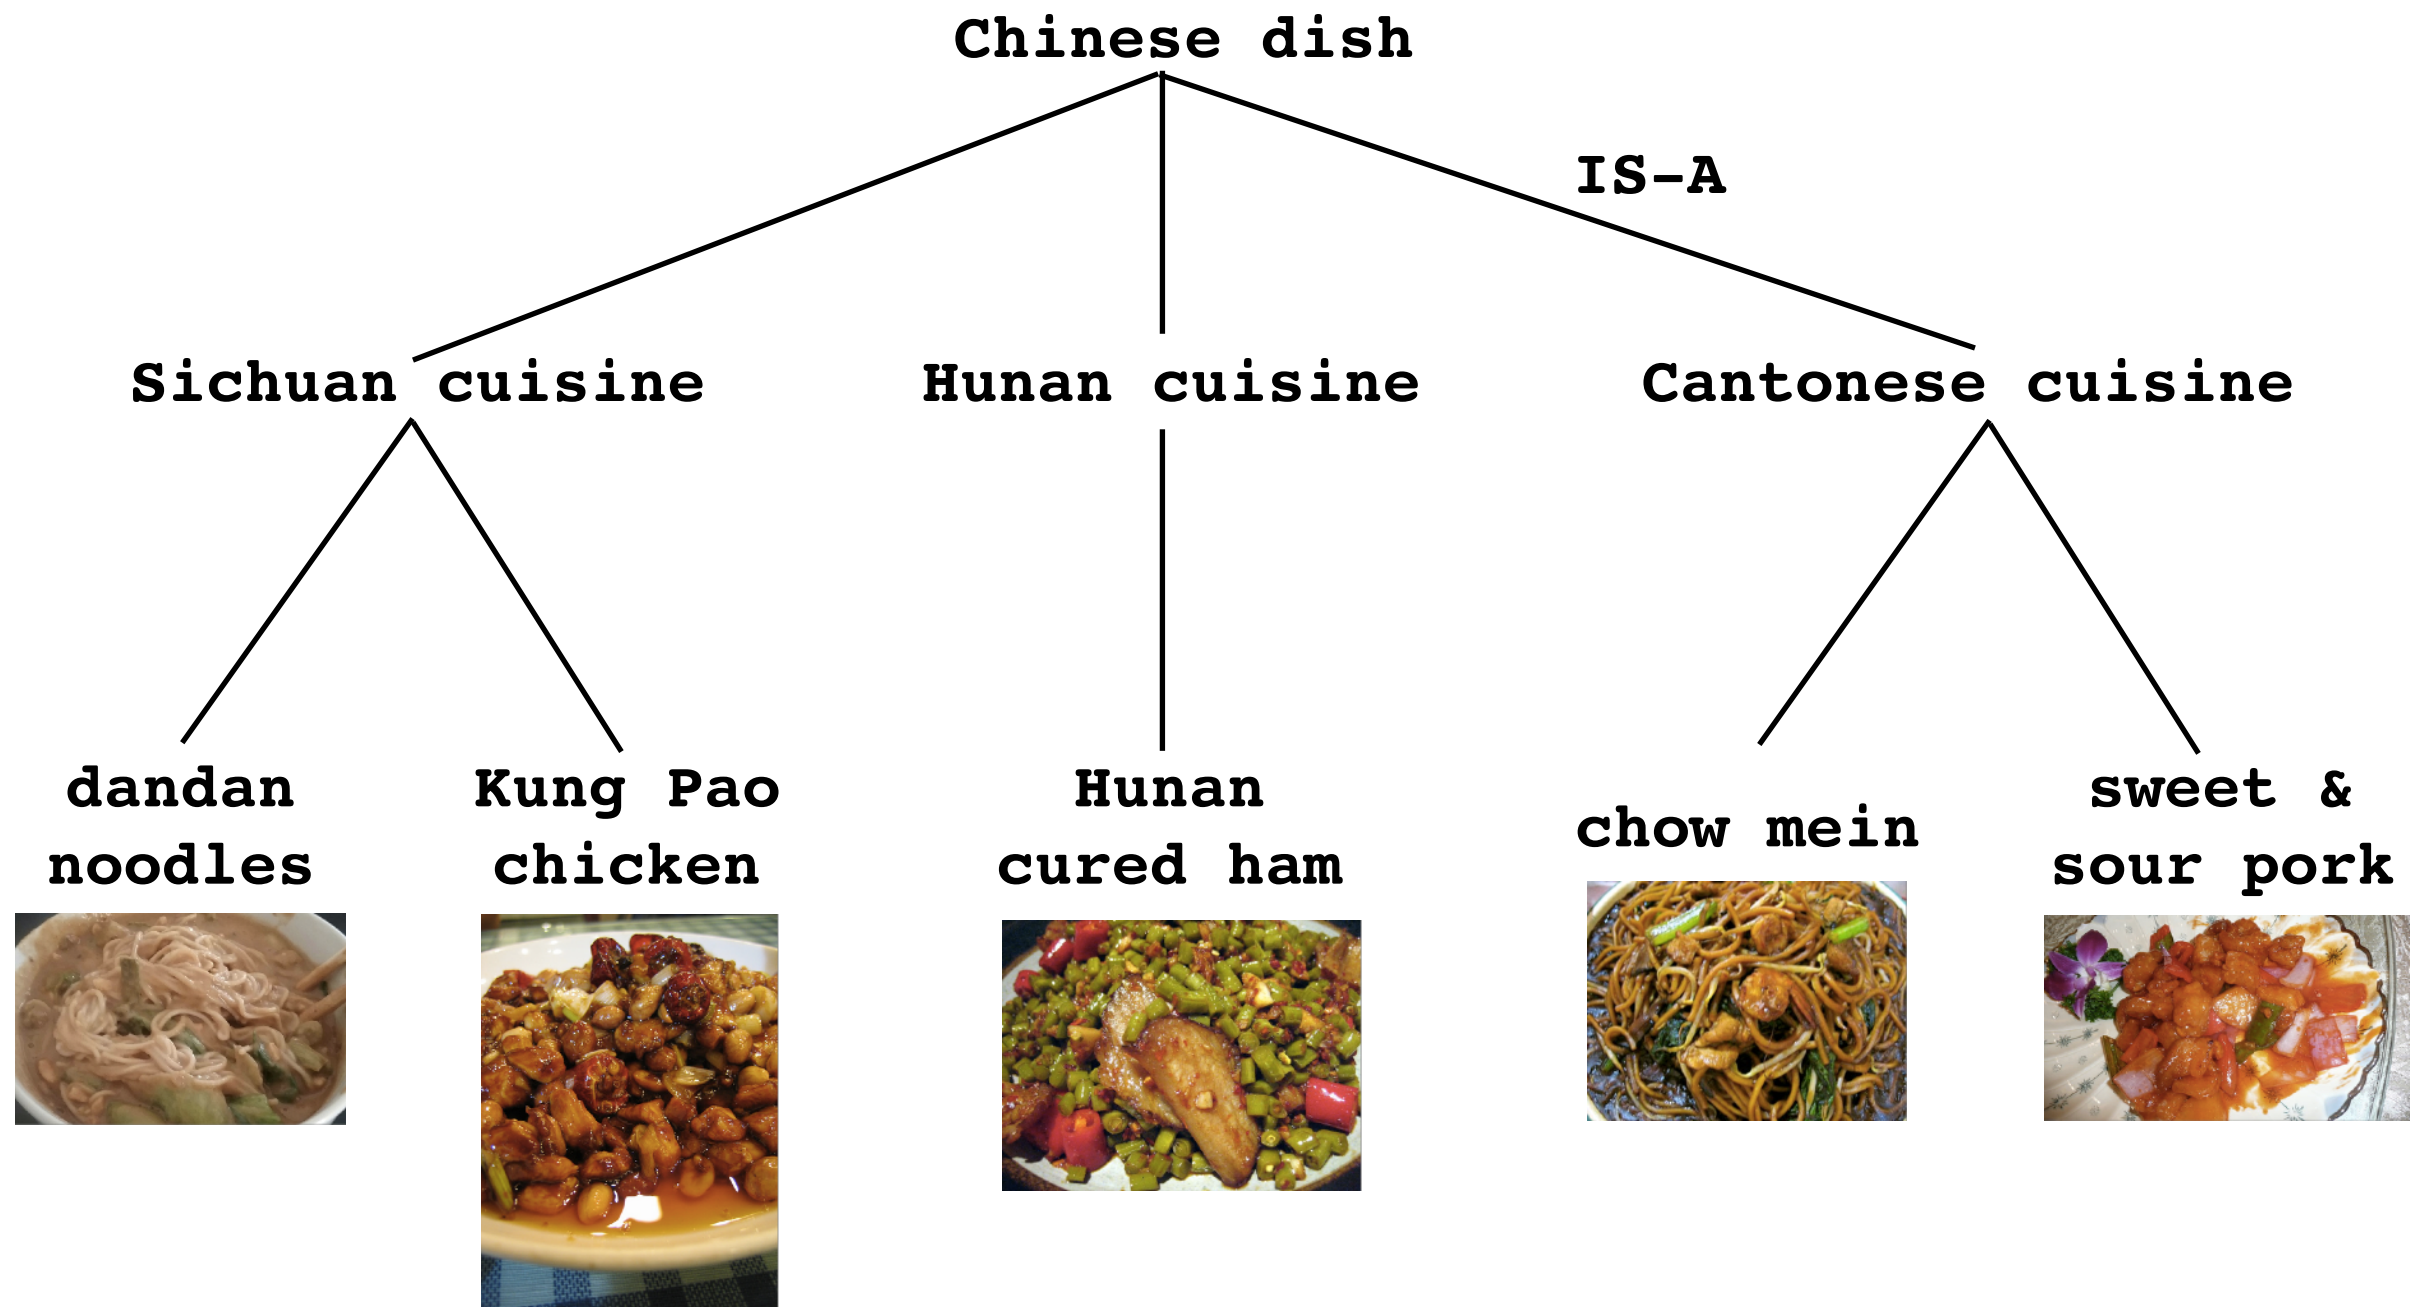 Chinese dish
IS-A
Sichuan cuisine
Hunan cuisine
Cantonese cuisine
dandan
noodles
Kung Pao
chicken
Hunan
cured ham
chow mein
sweet &
sour pork